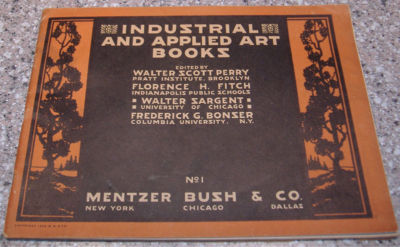 INDUSTRIAL
AND APPLIED ART
BOOKS
EDITED BY
WALTER SCOTT PERRY
PRATT INSTITUTE, BROOKLYN
FLORENCE H. FITCH
INDIANAPOLIS PUBLIC SCHOOLS
WALTER SARGENT
UNIVERSITY OF CHICAGO
FREDERICK G. BONSER
COLUMBIA UNIVERSITY, N.Y.
No 1
MENTZER BUSH & CO.
NEW YORK CHICAGO DALLAS